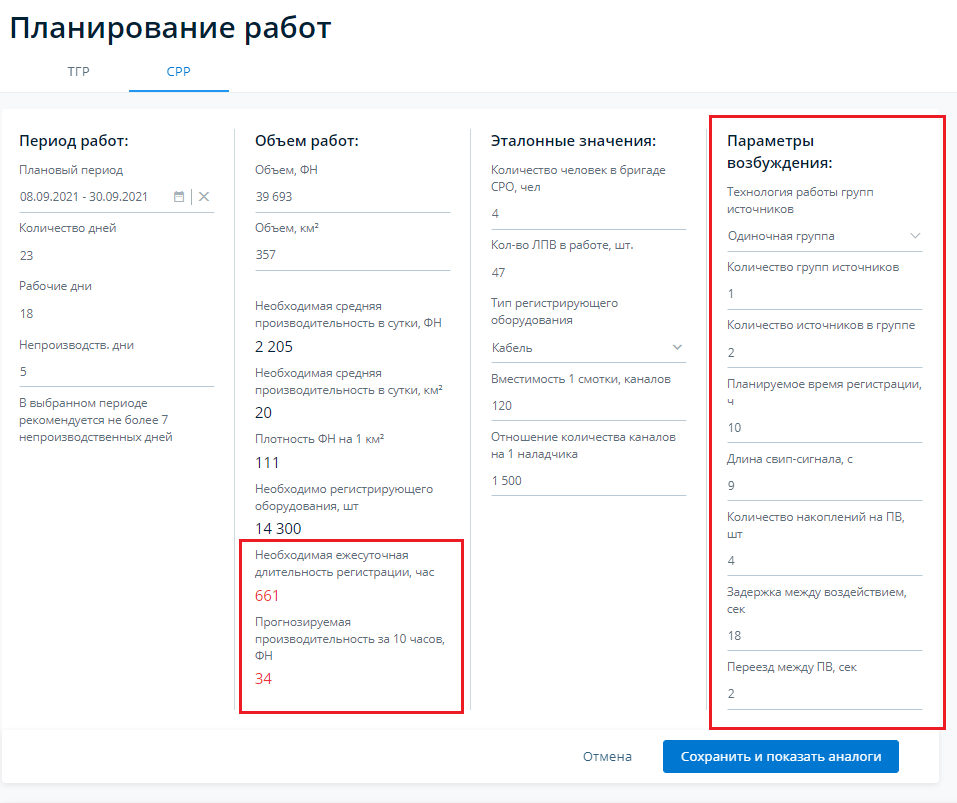 Планирование работ
ТГР
СРР
Период работ:
Плановый период
08.09.2021 - 30.09.2021
Количество дней
23
Рабочие дни
18
Непроизводств. дни
5
В выбранном периоде
рекомендуется не более 7
непроизводственных дней
Объем работ:
Объем, ФН
39 693
Объем, км²
357
Необходимая средняя
производительность в сутки, ФН
2 205
Необходимая средняя
производительность в сутки, км²
20
Плотность ФН на 1 км²
111
Необходимо регистрирующего
оборудования, шт
14 300
Необходимая ежесуточная
длительность регистрации, час
661
Прогнозируемая
производительность за 10 часов,
ФН
34
Эталонные значения:
Количество человек в бригаде
СРО, чел
4
Кол-во ЛПВ в работе, шт.
47
Тип регистрирующего
оборудования
Кабель
Вместимость 1 смотки, каналов
120
Отношение количества каналов
на 1 наладчика
1 500
Параметры
возбуждения:
Технология работы групп
источников
Одиночная группа
Количество групп источников
1
Количество источников в группе
2
Планируемое время регистрации,
ч
10
Длина свип-сигнала, с
9
Количество накоплений на ПВ,
шт
4
Задержка между воздействием,
сек
18
Переезд между ПВ, сек
2
Отмена
Сохранить и показать аналоги